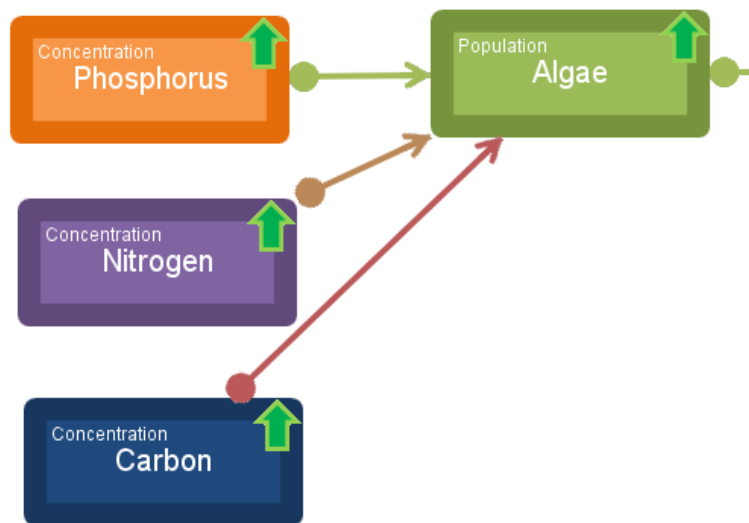 Concentration
Phosphorus
Population
Algae
Concentration
Nitrogen
Concentration
Carbon